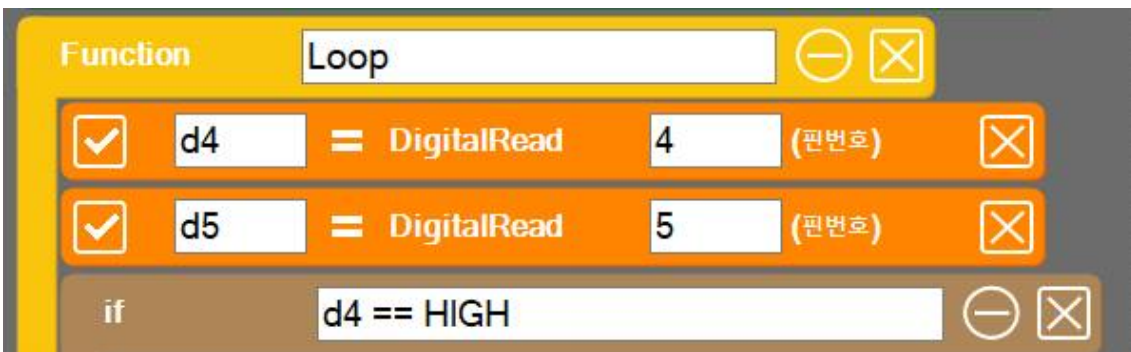 Function Loop
d4 = DigitalRead 4 (핀번호)
d5 = DigitalRead 5 (핀번호)
if d4 == HIGH